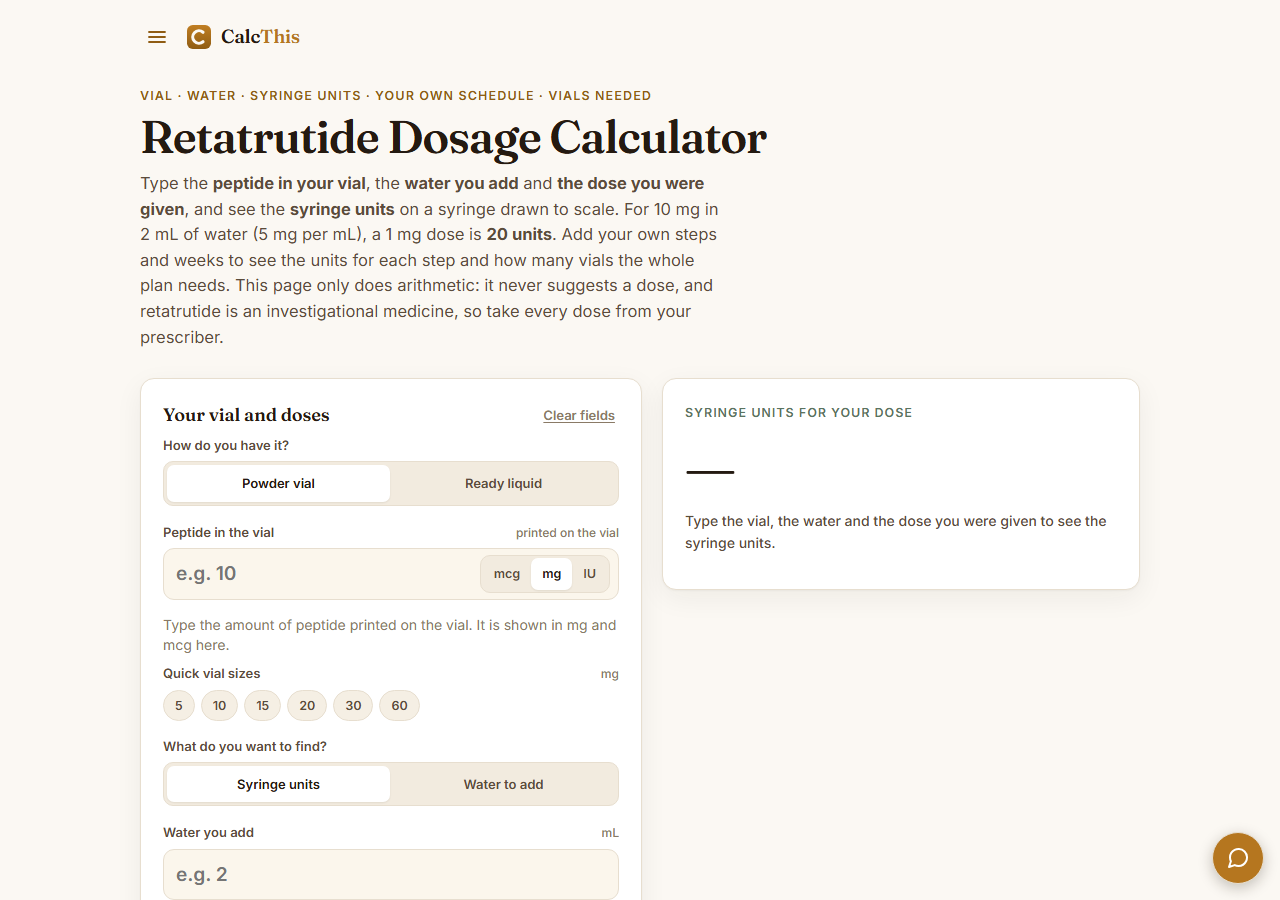 CalcThis
VIAL · WATER · SYRINGE UNITS · YOUR OWN SCHEDULE · VIALS NEEDED
Retatrutide Dosage Calculator
Type the peptide in your vial, the water you add and the dose you were
given, and see the syringe units on a syringe drawn to scale. For 10 mg in
2 mL of water (5 mg per mL), a 1 mg dose is 20 units. Add your own steps
and weeks to see the units for each step and how many vials the whole
plan needs. This page only does arithmetic: it never suggests a dose, and
retatrutide is an investigational medicine, so take every dose from your
prescriber.
Your vial and doses
Clear fields
How do you have it?
Powder vial
Ready liquid
Peptide in the vial
printed on the vial
e.g. 10
mcg
mg
IU
Type the amount of peptide printed on the vial. It is shown in mg and
mcg here.
Quick vial sizes
mg
5
10
15
20
30
60
What do you want to find?
Syringe units
Water to add
Water you add
mL
e.g. 2
SYRINGE UNITS FOR YOUR DOSE
—
Type the vial, the water and the dose you were given to see the
syringe units.